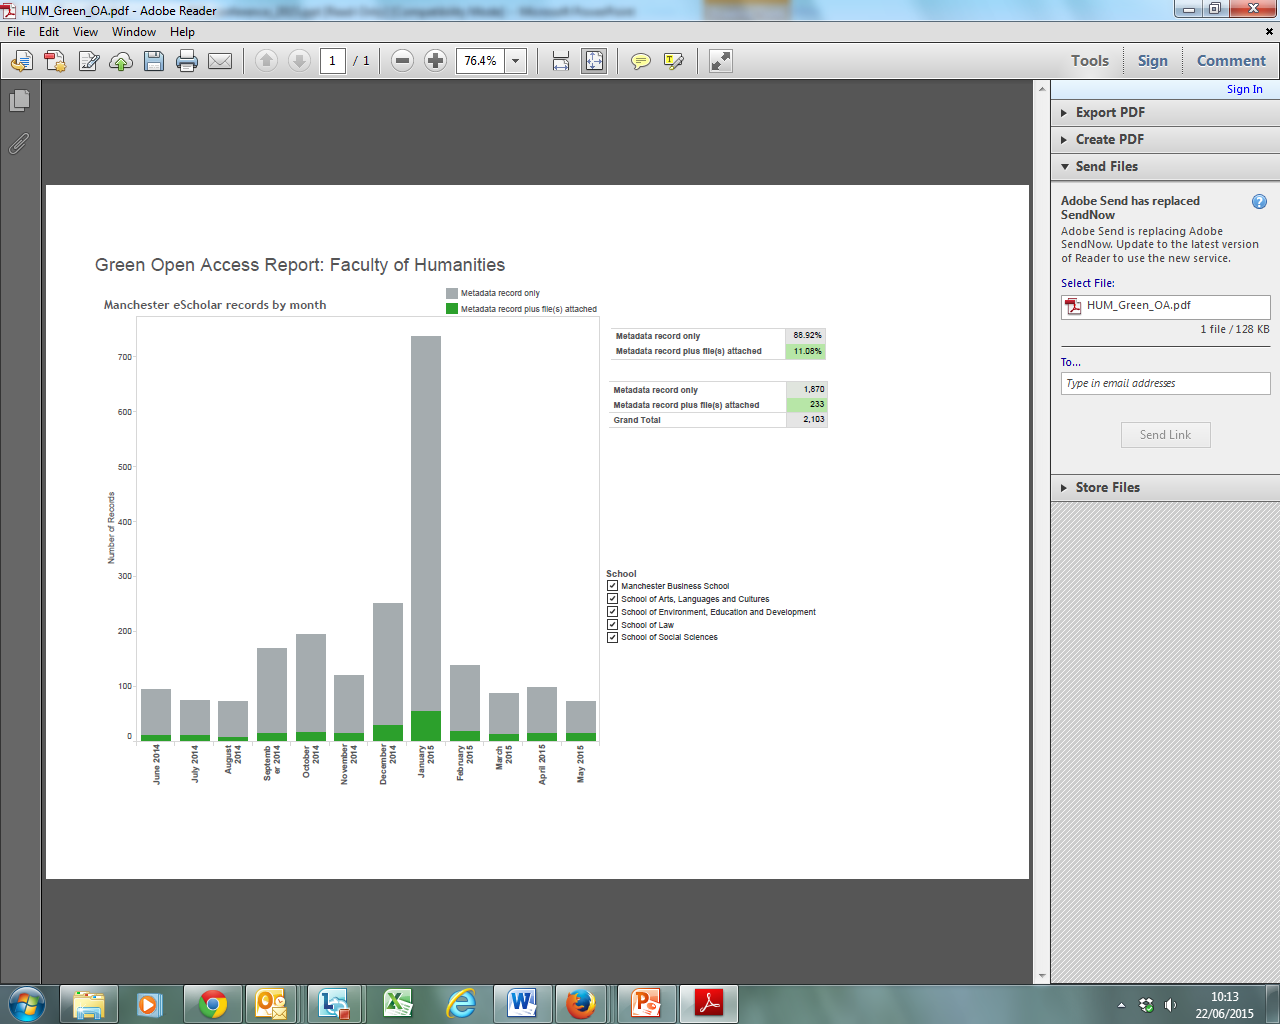 HUM_Green_OA.pdf - Adobe Reader
File Edit View Window Help
1 / 1 76.4% Tools Sign Comment
Sign In
Export PDF
Create PDF
Send Files
Adobe Send has replaced
SendNow
Adobe Send is replacing Adobe
SendNow. Update to the latest version
of Reader to use the new service.
Select File:
HUM_Green_OA.pdf
1 file / 128 KB
To...
Type in email addresses
Send Link
Store Files
Green Open Access Report: Faculty of Humanities
Manchester eScholar records by month
Metadata record only
Metadata record plus file(s) attached
Number of Records
700
600
500
400
300
200
100
0
June 2014
July 2014
August
2014
Septemb
er 2014
October
2014
November
2014
December
2014
January
2015
February
2015
March
2015
April 2015
May 2015
Metadata record only 88.92%
Metadata record plus file(s) attached 11.08%
Metadata record only 1,870
Metadata record plus file(s) attached 233
Grand Total 2,103
School
Manchester Business School
School of Arts, Languages and Cultures
School of Environment, Education and Development
School of Law
School of Social Sciences
10:13
22/06/2015